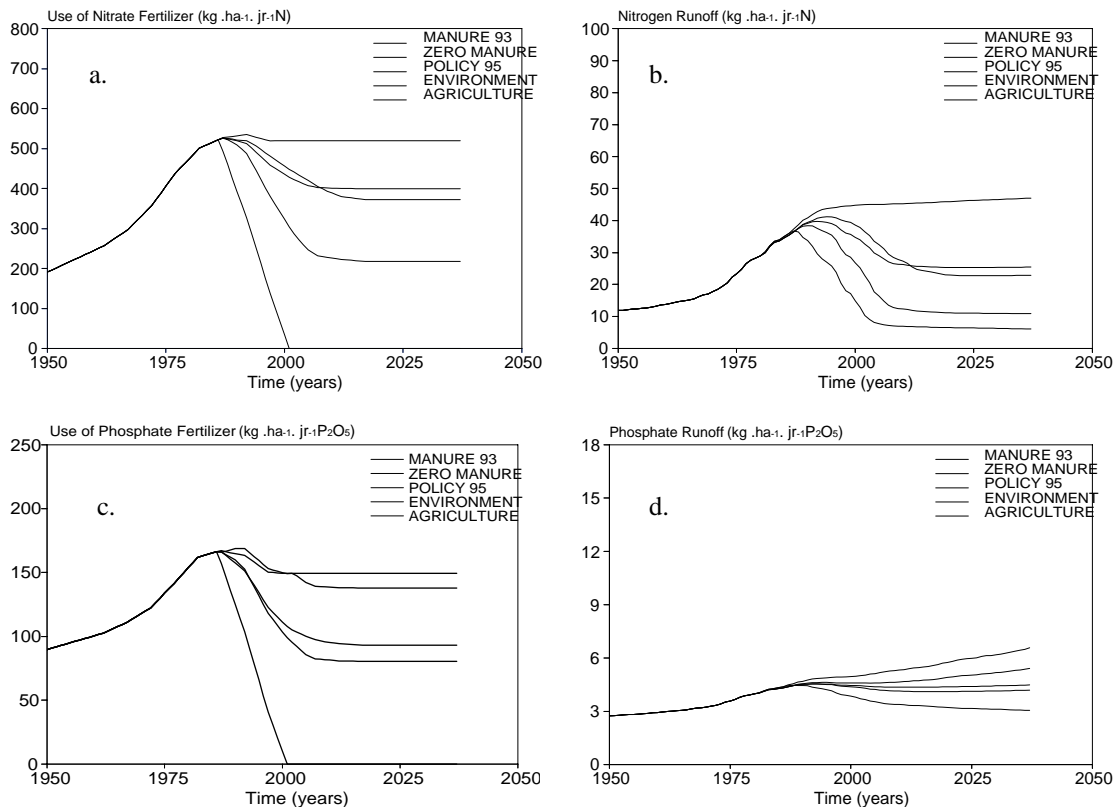 Use of Nitrate Fertilizer (kg .ha-1. jr-1N)
800
700
600
500
400
300
200
100
0
1950
1975
2000
2025
2050
Time (years)
a.
MANURE 93
ZERO MANURE
POLICY 95
ENVIRONMENT
AGRICULTURE
Nitrogen Runoff (kg .ha-1. jr-1N)
100
90
80
70
60
50
40
30
20
10
0
1950
1975
2000
2025
2050
Time (years)
b.
MANURE 93
ZERO MANURE
POLICY 95
ENVIRONMENT
AGRICULTURE
Use of Phosphate Fertilizer (kg .ha-1. jr-1P2O5)
250
200
150
100
50
0
1950
1975
2000
2025
2050
Time (years)
c.
MANURE 93
ZERO MANURE
POLICY 95
ENVIRONMENT
AGRICULTURE
Phosphate Runoff (kg .ha-1. jr-1P2O5)
18
15
12
9
6
3
0
1950
1975
2000
2025
2050
Time (years)
d.
MANURE 93
ZERO MANURE
POLICY 95
ENVIRONMENT
AGRICULTURE